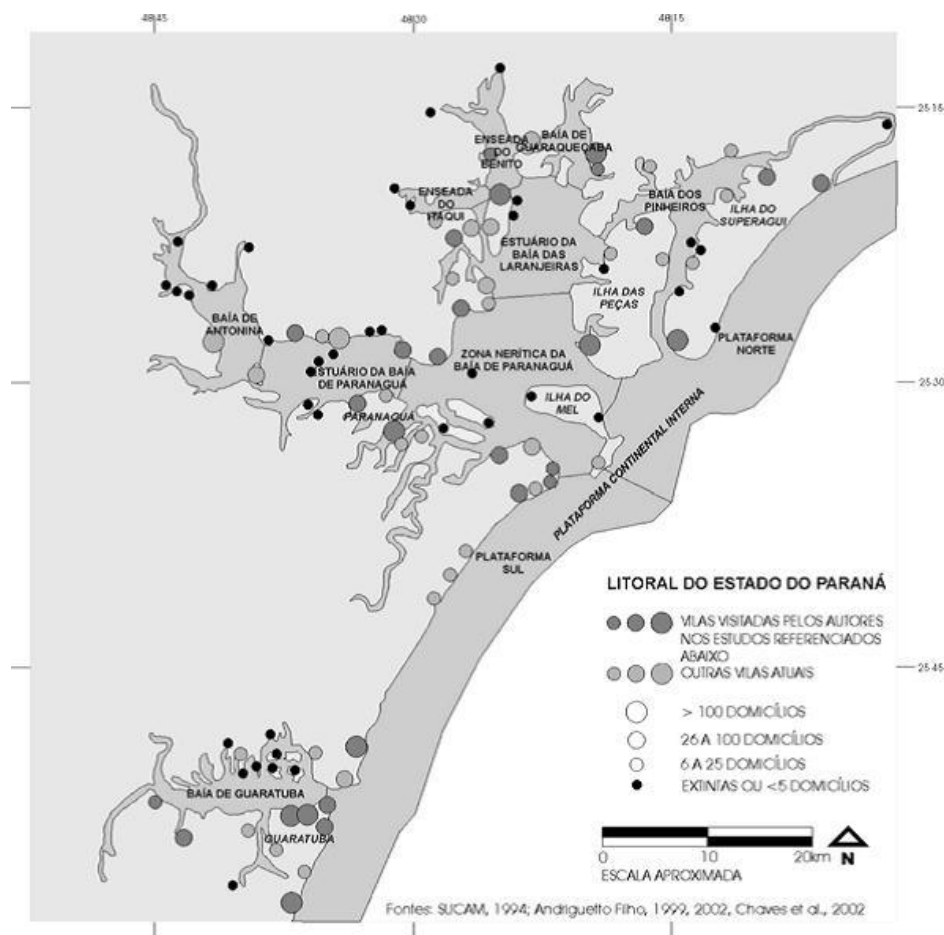 48:45
48:30
48:15
25:15
ENSEADA
DO
BENITO
BAÍA DE
GUARAQUEÇABA
ENSEADA
DO
ITAQUI
BAÍA DOS
PINHEIROS
ILHA DO
SUPERAGUI
ESTUÁRIO DA
BAÍA DAS
LARANJEIRAS
ILHA DAS
PEÇAS
BAÍA DE
ANTONINA
PLATAFORMA
NORTE
ZONA NERÍTICA DA
BAÍA DE PARANAGUÁ
ESTUÁRIO DA BAÍA
DE PARANAGUÁ
25:30
ILHA DO
MEL
PARANAGUÁ
PLATAFORMA CONTINENTAL INTERNA
PLATAFORMA
SUL
LITORAL DO ESTADO DO PARANÁ
VILAS VISITADAS PELOS AUTORES
NOS ESTUDOS REFERENCIADOS
ABAIXO
25:45
OUTRAS VILAS ATUAIS
> 100 DOMICÍLIOS
26 A 100 DOMICÍLIOS
6 A 25 DOMICÍLIOS
EXTINTAS OU <5 DOMICÍLIOS
BAÍA DE GUARATUBA
GUARATUBA
0 10 20km
N
ESCALA APROXIMADA
Fontes: SUCAM, 1994; Andriguetto Filho, 1999, 2002, Chaves et al., 2002